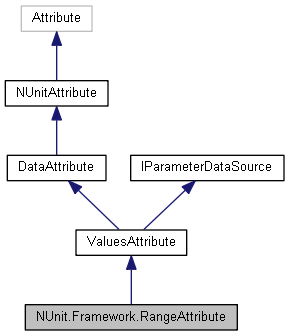 Attribute
NUnitAttribute
DataAttribute
IParameterDataSource
ValuesAttribute
NUnit.Framework.RangeAttribute